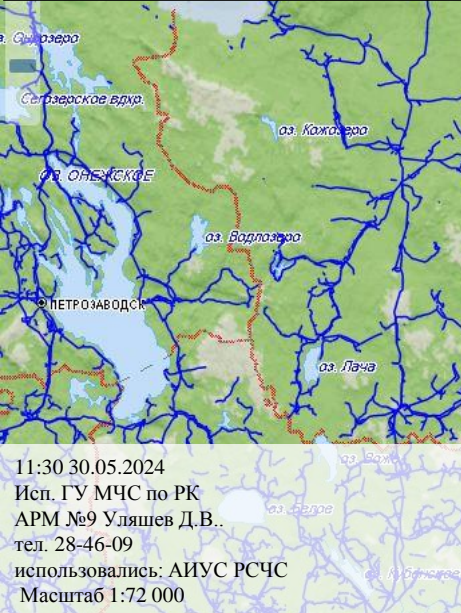 оз. Ондозеро
Сегозерское вдхр.
оз. Кожозеро
ОЗ. ОНЕЖСКОЕ
оз. Водлозеро
ПЕТРОЗАВОДСК
оз. Лача
оз. Воже
11:30 30.05.2024
Исп. ГУ МЧС по РК
АРМ №9 Уляшев Д.В..
оз. Белое
тел. 28-46-09
использовались: АИУС РСЧС
оз. Кубенское
Масштаб 1:72 000